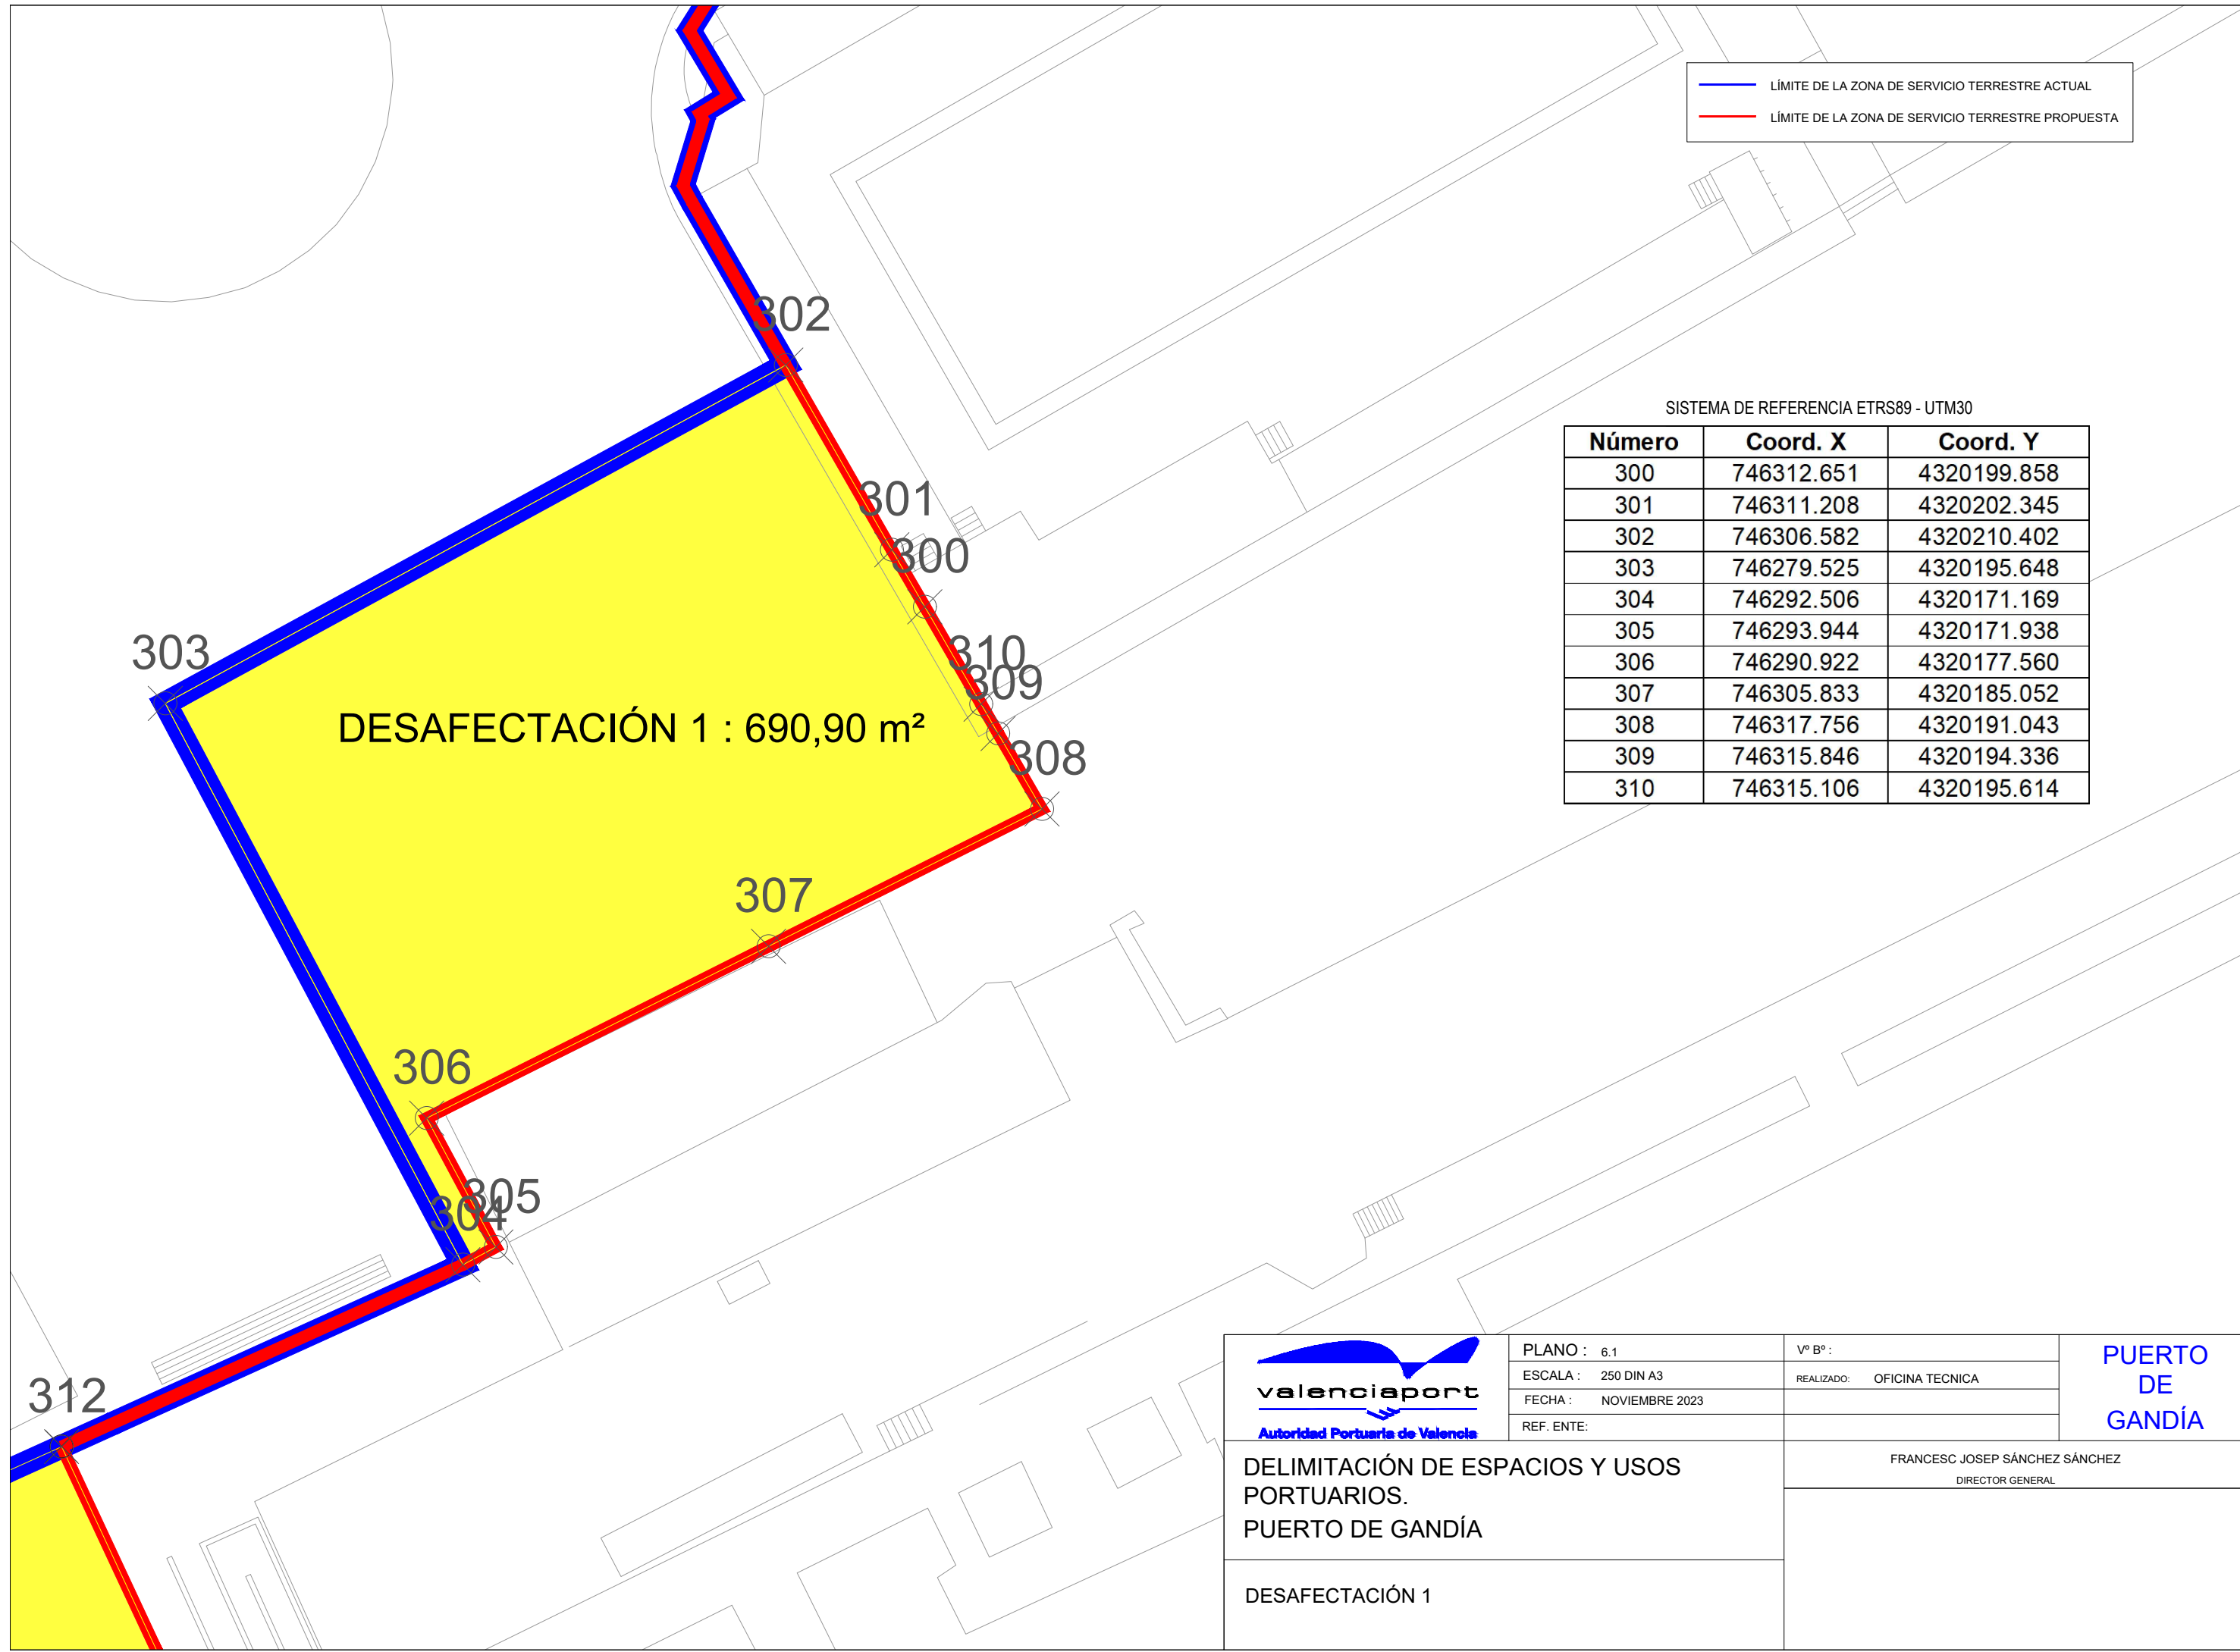 LÍMITE DE LA ZONA DE SERVICIO TERRESTRE ACTUAL
LÍMITE DE LA ZONA DE SERVICIO TERRESTRE PROPUESTA
302
301
300
310
309
308
303
DESAFECTACIÓN 1 : 690,90 m²
307
306
305
304
312
SISTEMA DE REFERENCIA ETRS89 - UTM30
Número Coord. X Coord. Y
300 746312.651 4320199.858
301 746311.208 4320202.345
302 746306.582 4320210.402
303 746279.525 4320195.648
304 746292.506 4320171.169
305 746293.944 4320171.938
306 746290.922 4320177.560
307 746305.833 4320185.052
308 746317.756 4320191.043
309 746315.846 4320194.336
310 746315.106 4320195.614
valenciaport
Autoridad Portuaria de Valencia
PLANO : 6.1
ESCALA : 250 DIN A3
FECHA : NOVIEMBRE 2023
REF. ENTE:
Vº Bº :
REALIZADO: OFICINA TECNICA
PUERTO
DE
GANDÍA
DELIMITACIÓN DE ESPACIOS Y USOS
PORTUARIOS.
PUERTO DE GANDÍA
FRANCESC JOSEP SÁNCHEZ SÁNCHEZ
DIRECTOR GENERAL
DESAFECTACIÓN 1